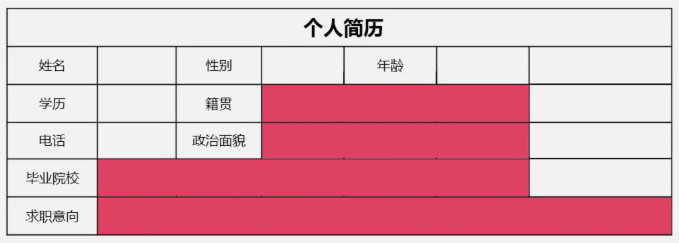 个人简历
姓名 性别 年龄
学历 籍贯
电话 政治面貌
毕业院校
求职意向